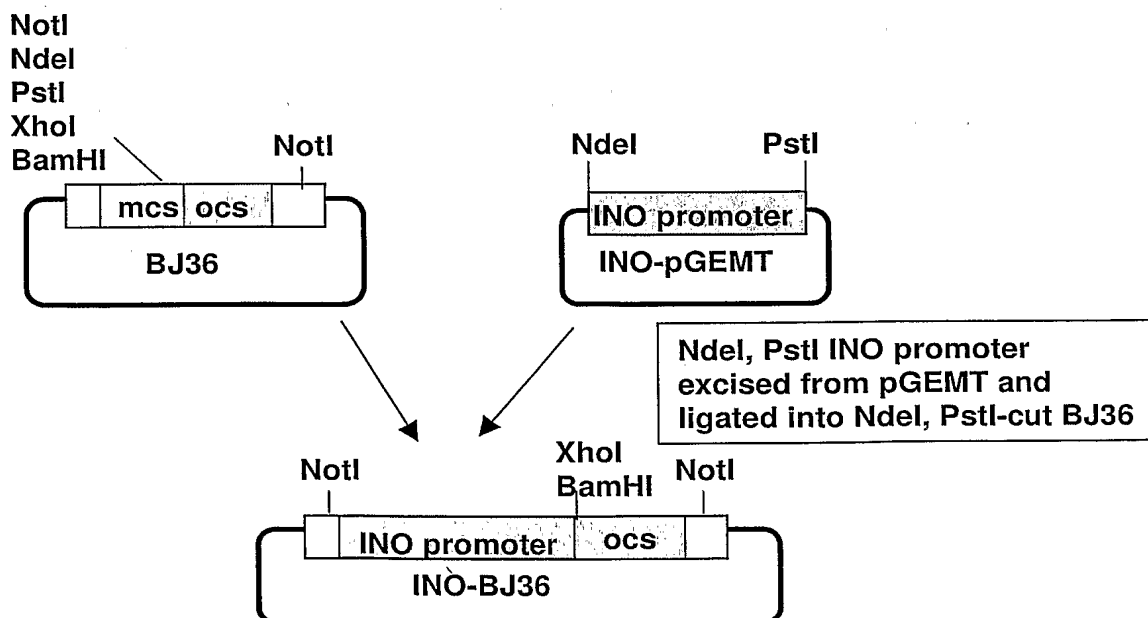 NotI
NdeI
PstI
XhoI
BamHI
NotI
mcs ocs
BJ36
NdeI PstI
INO promoter
INO-pGEMT
NdeI, PstI INO promoter
excised from pGEMT and
ligated into NdeI, PstI-cut BJ36
XhoI
BamHI
NotI
NotI
INO promoter ocs
INO-BJ36